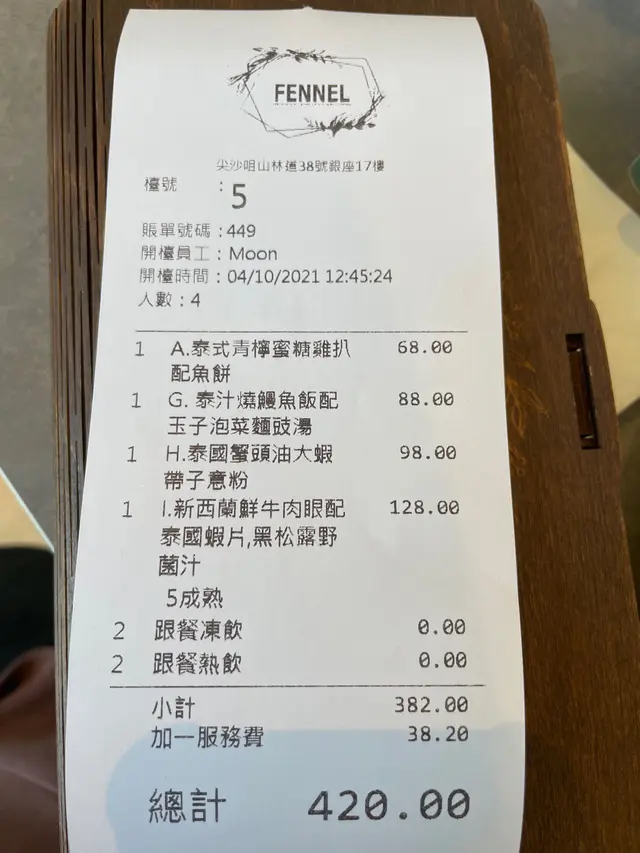 FENNEL
尖沙咀山林道38號銀座17樓
檯號 : 5
賬單號碼 : 449
開檯員工 : Moon
開檯時間 : 04/10/2021 12:45:24
人數 : 4
1 A.泰式青檸蜜糖雞扒 68.00
配魚餅
1 G. 泰汁燒鰻魚飯配 88.00
玉子泡菜麵豉湯
1 H.泰國蟹頭油大蝦 98.00
帶子意粉
1 I.新西蘭鮮牛肉眼配 128.00
泰國蝦片,黑松露野
菌汁
5成熟
2 跟餐凍飲 0.00
2 跟餐熱飲 0.00
小計 382.00
加一服務費 38.20
總計 420.00